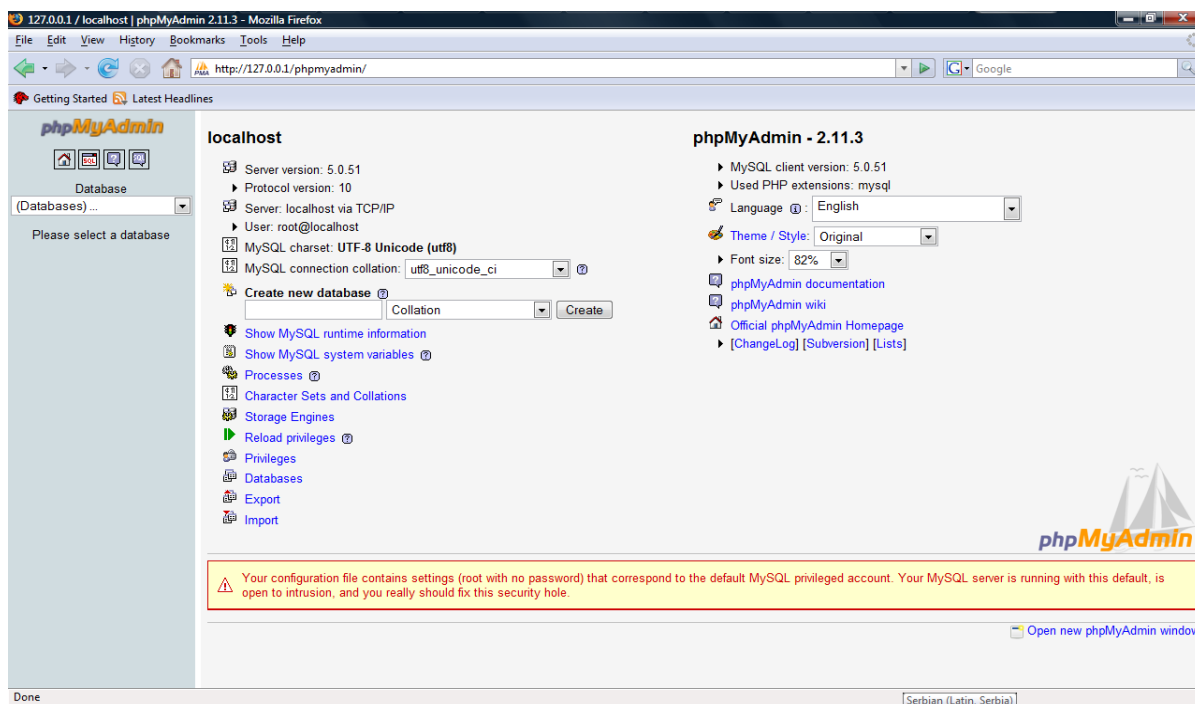 127.0.0.1 / localhost | phpMyAdmin 2.11.3 - Mozilla Firefox
File Edit View History Bookmarks Tools Help
http://127.0.0.1/phpmyadmin/
Google
Getting Started Latest Headlines
phpMyAdmin
SQL
Database
(Databases) ...
Please select a database
localhost
Server version: 5.0.51
Protocol version: 10
Server: localhost via TCP/IP
User: root@localhost
MySQL charset: UTF-8 Unicode (utf8)
MySQL connection collation: utf8_unicode_ci
Create new database
Collation Create
Show MySQL runtime information
Show MySQL system variables
Processes
Character Sets and Collations
Storage Engines
Reload privileges
Privileges
Databases
Export
Import
phpMyAdmin - 2.11.3
MySQL client version: 5.0.51
Used PHP extensions: mysql
Language : English
Theme / Style: Original
Font size: 82%
phpMyAdmin documentation
phpMyAdmin wiki
Official phpMyAdmin Homepage
[ChangeLog] [Subversion] [Lists]
phpMyAdmin
Your configuration file contains settings (root with no password) that correspond to the default MySQL privileged account. Your MySQL server is running with this default, is
open to intrusion, and you really should fix this security hole.
Open new phpMyAdmin window
Done
Serbian (Latin, Serbia)